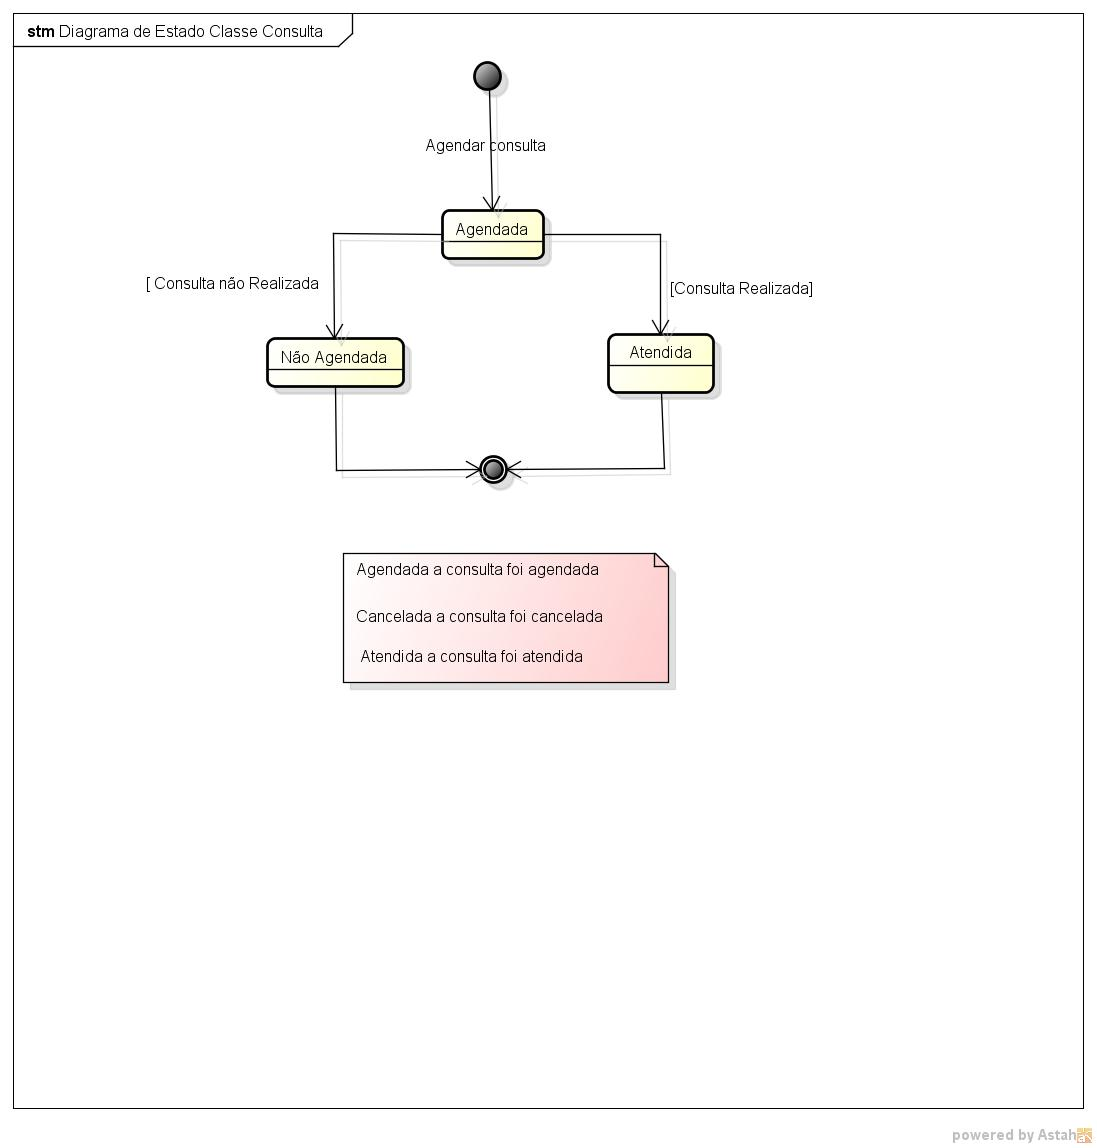 stm Diagrama de Estado Classe Consulta
Agendar consulta
Agendada
[ Consulta não Realizada
[Consulta Realizada]
Não Agendada
Atendida
Agendada a consulta foi agendada
Cancelada a consulta foi cancelada
Atendida a consulta foi atendida
powered by Astah